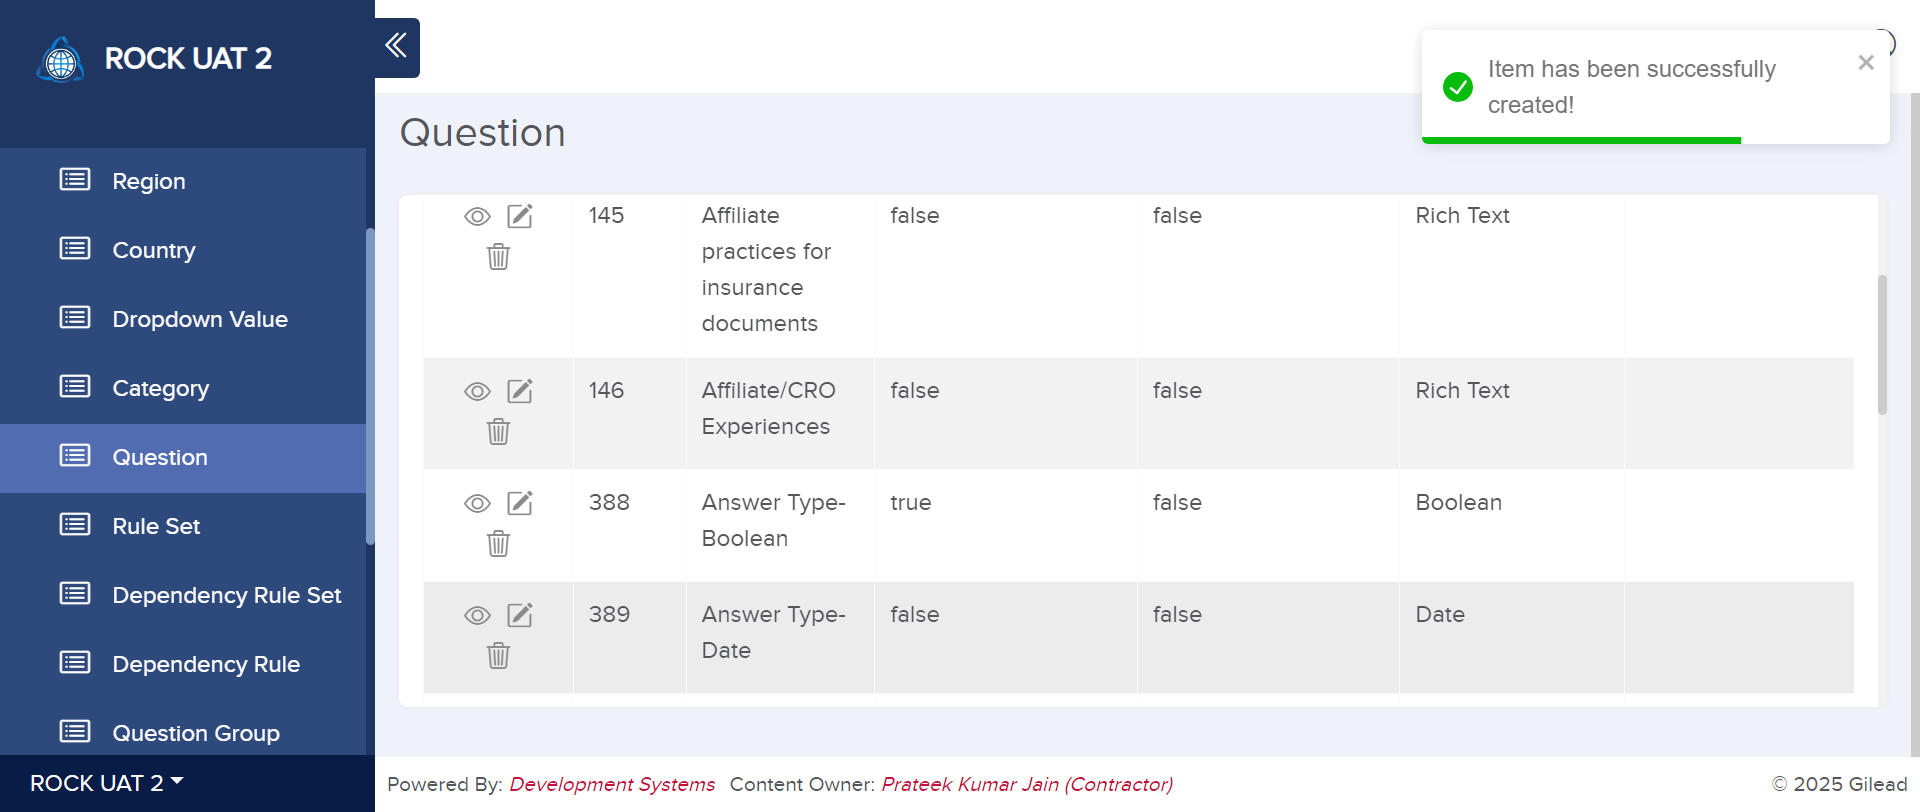 ROCK UAT 2
Item has been successfully
created!
Question
Region
Country
Dropdown Value
Category
Question
Rule Set
Dependency Rule Set
Dependency Rule
Question Group
145 Affiliate false false Rich Text
practices for
insurance
documents
146 Affiliate/CRO false false Rich Text
Experiences
388 Answer Type- true false Boolean
Boolean
389 Answer Type- false false Date
Date
ROCK UAT 2
Powered By: Development Systems Content Owner: Prateek Kumar Jain (Contractor)
© 2025 Gilead